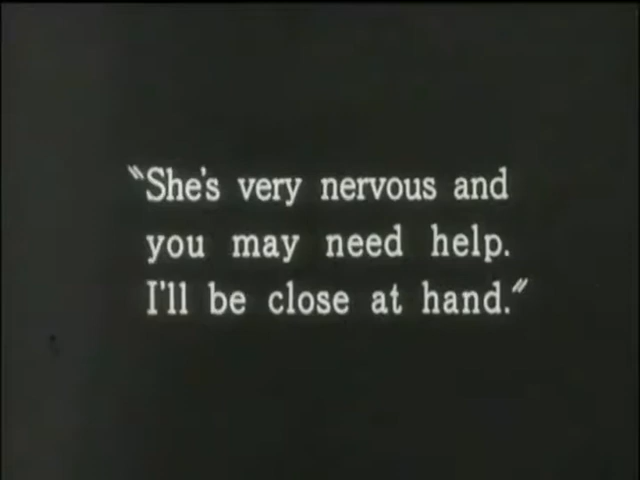 "She's very nervous and
you may need help.
I'll be close at hand."